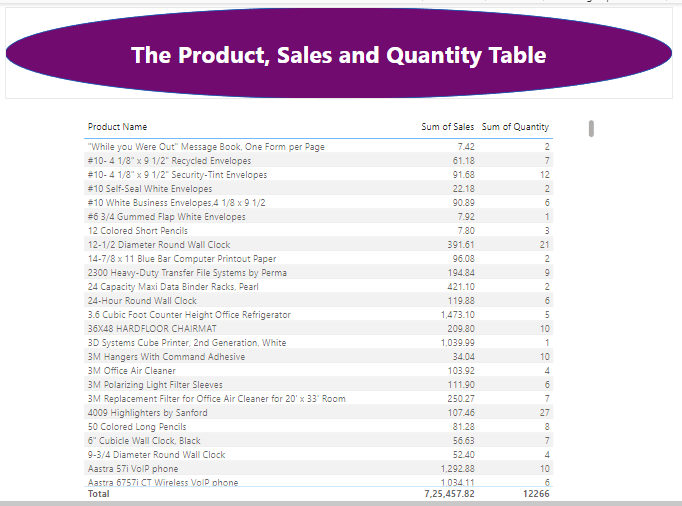 The Product, Sales and Quantity Table
Product Name Sum of Sales Sum of Quantity
"While you Were Out" Message Book, One Form per Page 7.42 2
#10- 4 1/8" x 9 1/2" Recycled Envelopes 61.18 7
#10- 4 1/8" x 9 1/2" Security-Tint Envelopes 91.68 12
#10 Self-Seal White Envelopes 22.18 2
#10 White Business Envelopes,4 1/8 x 9 1/2 90.89 6
#6 3/4 Gummed Flap White Envelopes 7.92 1
12 Colored Short Pencils 7.80 3
12-1/2 Diameter Round Wall Clock 391.61 21
14-7/8 x 11 Blue Bar Computer Printout Paper 96.08 2
2300 Heavy-Duty Transfer File Systems by Perma 194.84 9
24 Capacity Maxi Data Binder Racks, Pearl 421.10 2
24-Hour Round Wall Clock 119.88 6
3.6 Cubic Foot Counter Height Office Refrigerator 1,473.10 5
36X48 HARDFLOOR CHAIRMAT 209.80 10
3D Systems Cube Printer, 2nd Generation, White 1,039.99 1
3M Hangers With Command Adhesive 34.04 10
3M Office Air Cleaner 103.92 4
3M Polarizing Light Filter Sleeves 111.90 6
3M Replacement Filter for Office Air Cleaner for 20' x 33' Room 250.27 7
4009 Highlighters by Sanford 107.46 27
50 Colored Long Pencils 81.28 8
6" Cubicle Wall Clock, Black 56.63 7
9-3/4 Diameter Round Wall Clock 52.40 4
Aastra 57i VoIP phone 1,292.88 10
Aastra 6757i CT Wireless VoIP phone 1,034.11 6
Total 7,25,457.82 12266